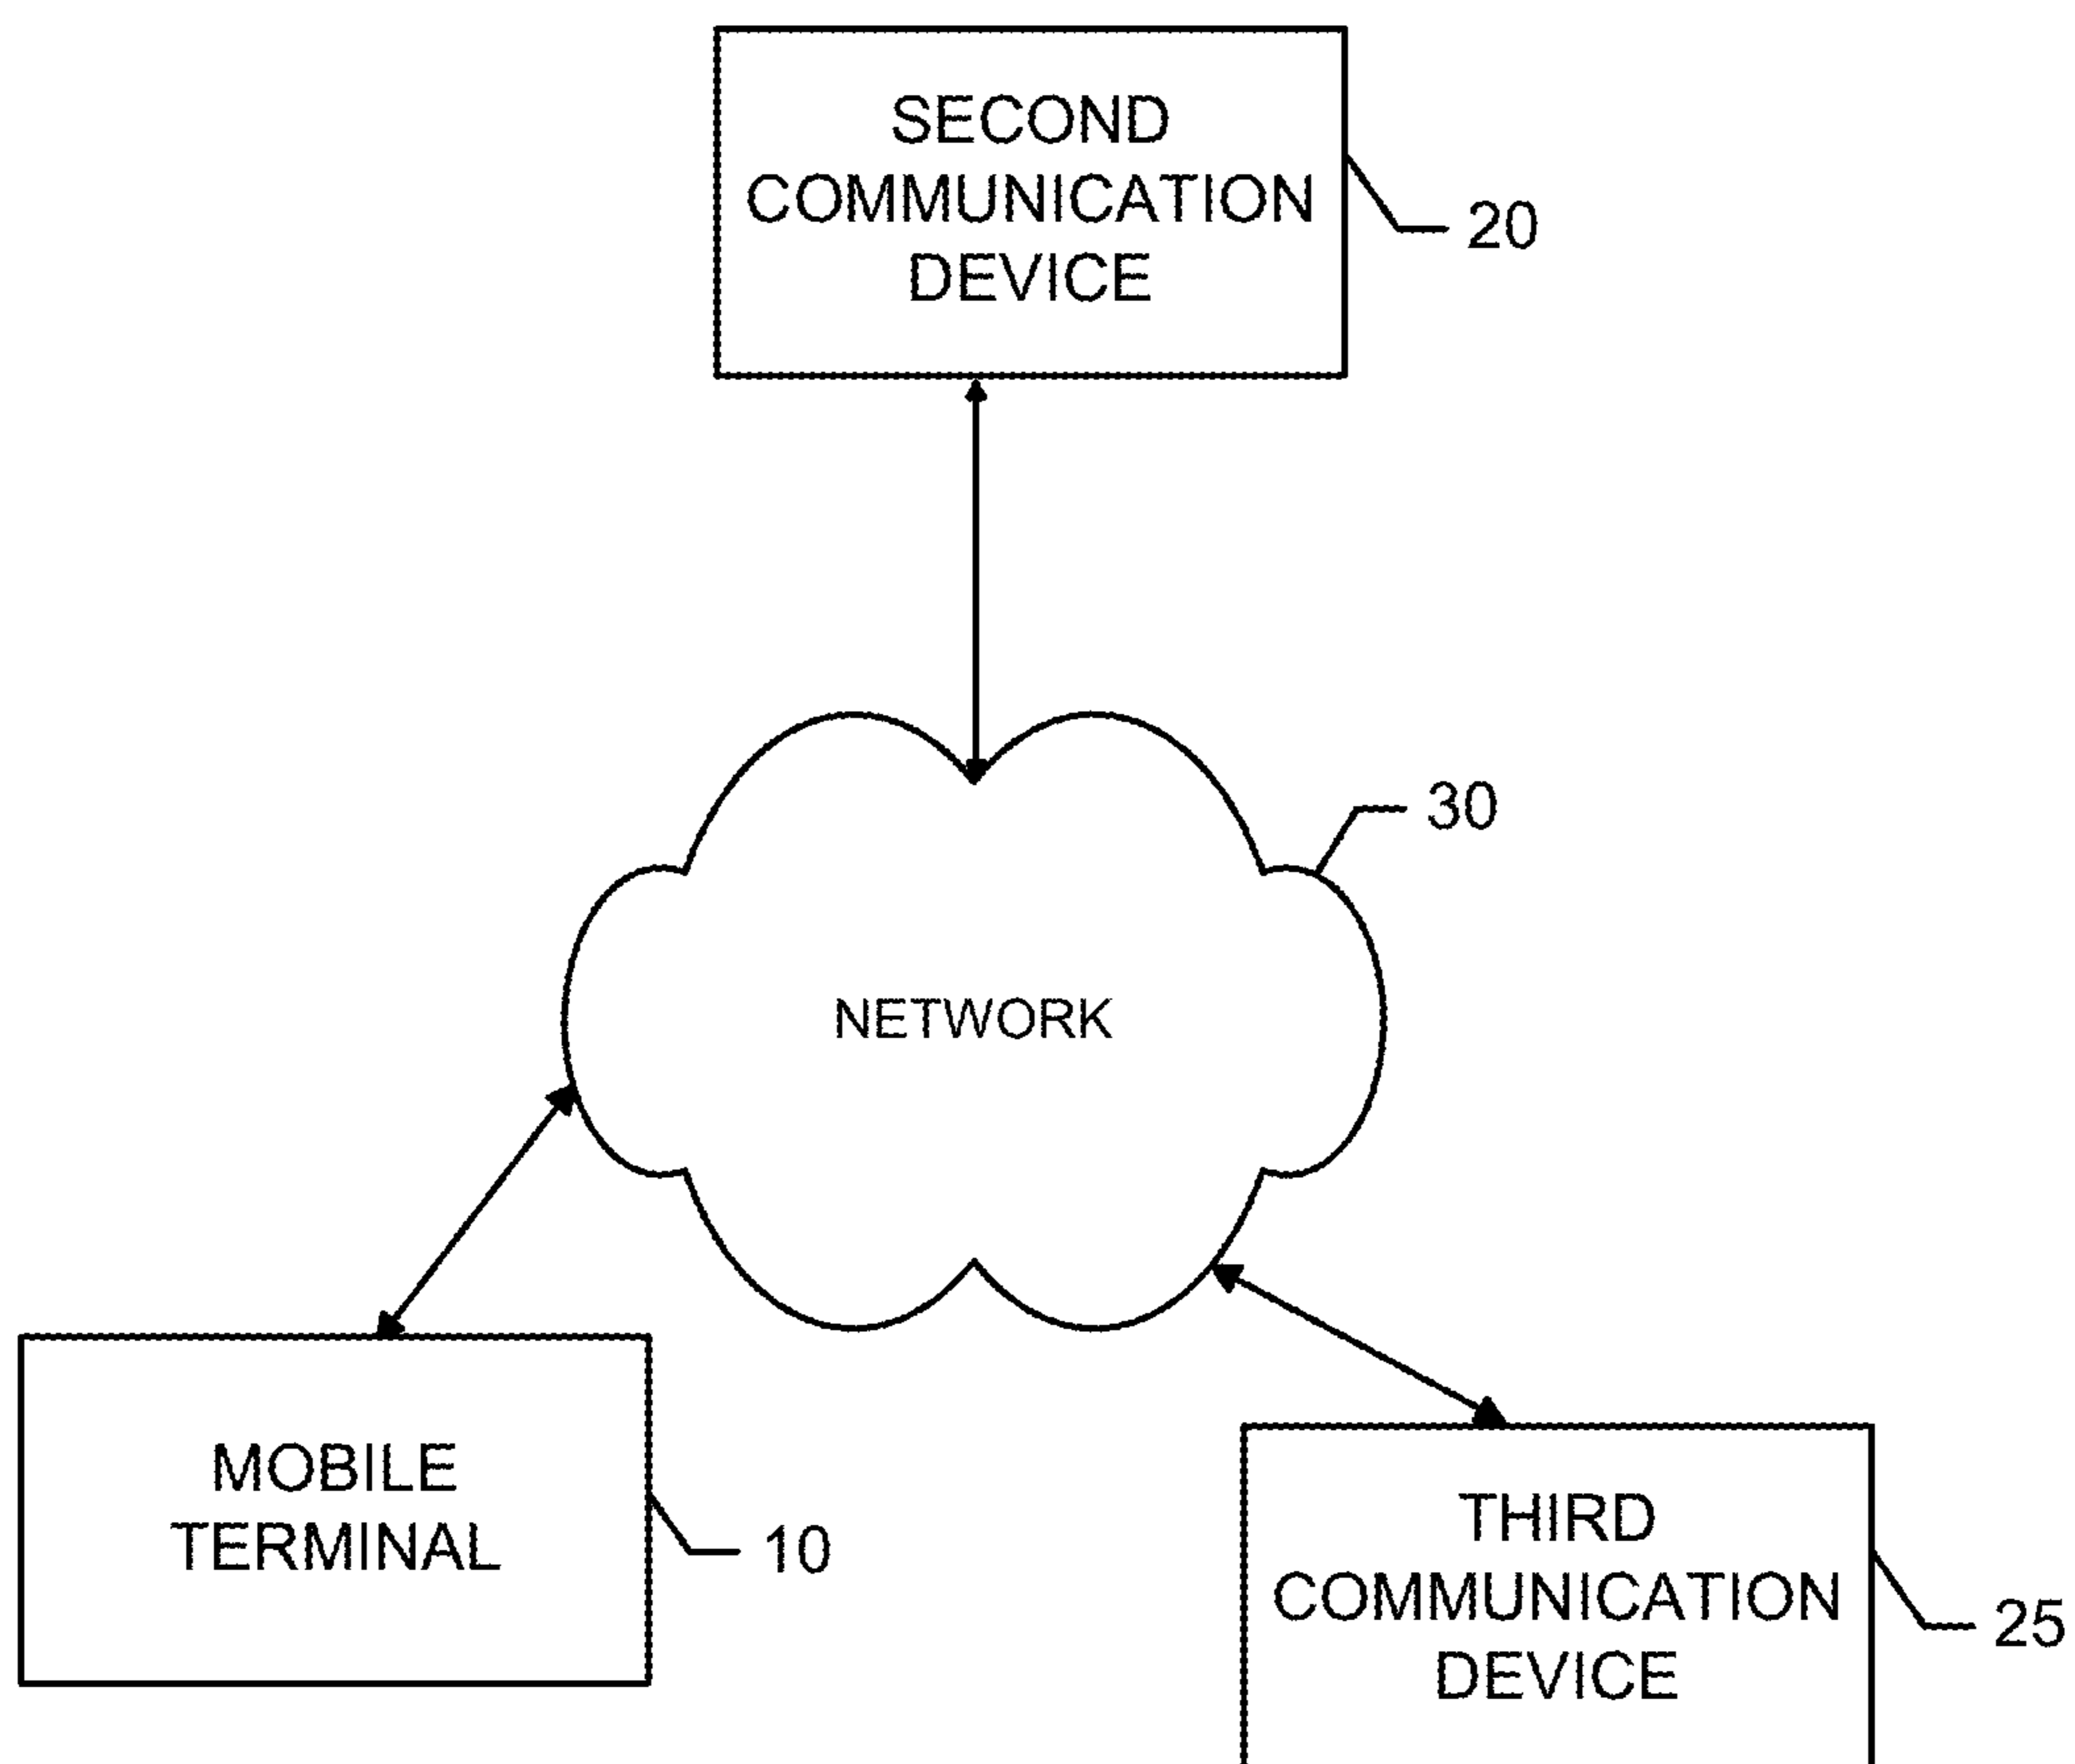 SECOND
COMMUNICATION
DEVICE
20
30
NETWORK
MOBILE
TERMINAL
10
THIRD
COMMUNICATION
DEVICE
25